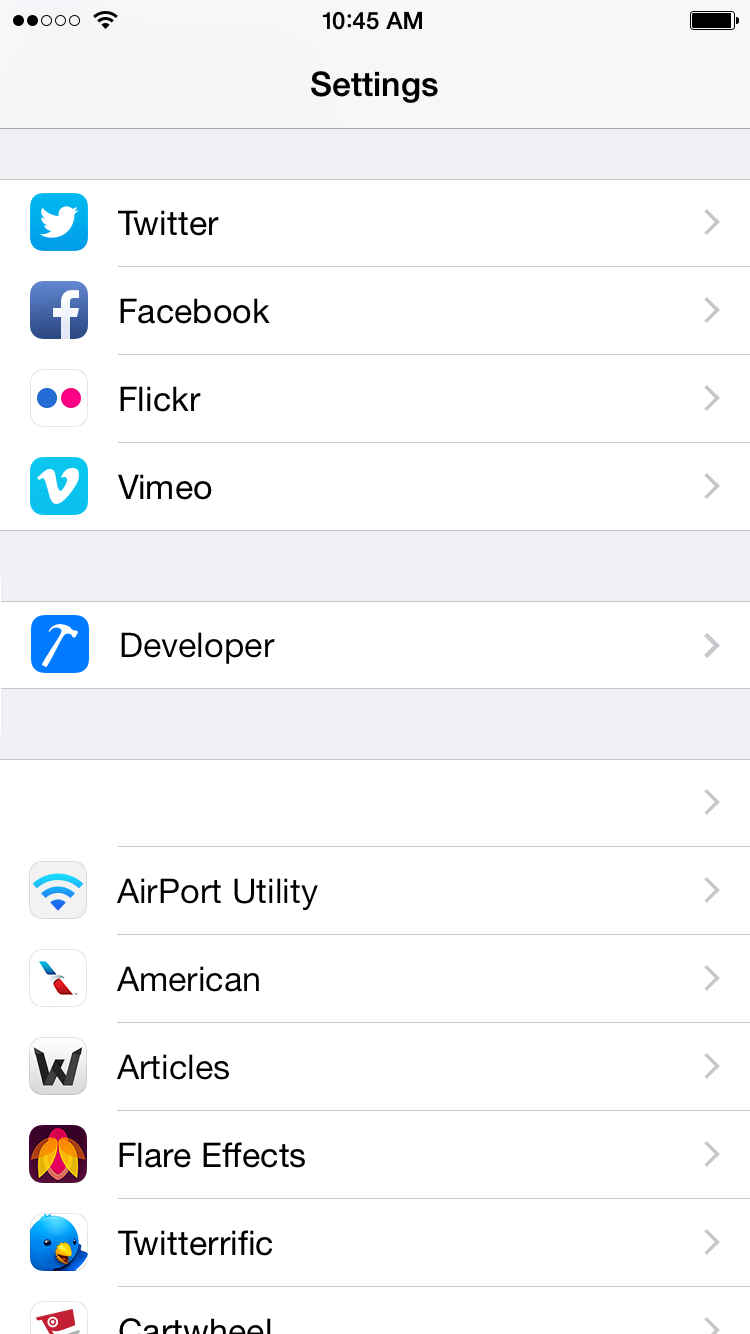 10:45 AM
Settings
Twitter
Facebook
Flickr
Vimeo
Developer
AirPort Utility
American
Articles
Flare Effects
Twitterrific
Cartwheel